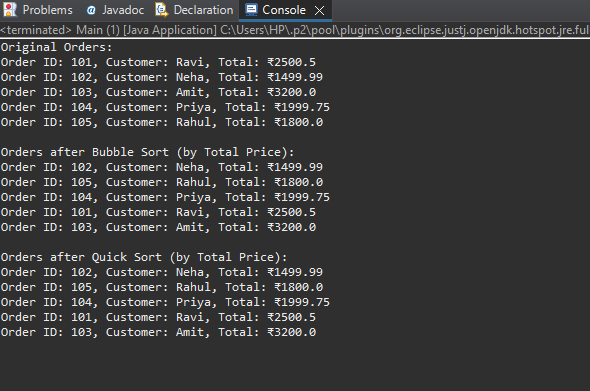 Problems Javadoc Declaration Console
<terminated> Main (1) [Java Application] C:\Users\HP\.p2\pool\plugins\org.eclipse.justj.openjdk.hotspot.jre.ful
Original Orders:
Order ID: 101, Customer: Ravi, Total: ₹2500.5
Order ID: 102, Customer: Neha, Total: ₹1499.99
Order ID: 103, Customer: Amit, Total: ₹3200.0
Order ID: 104, Customer: Priya, Total: ₹1999.75
Order ID: 105, Customer: Rahul, Total: ₹1800.0
Orders after Bubble Sort (by Total Price):
Order ID: 102, Customer: Neha, Total: ₹1499.99
Order ID: 105, Customer: Rahul, Total: ₹1800.0
Order ID: 104, Customer: Priya, Total: ₹1999.75
Order ID: 101, Customer: Ravi, Total: ₹2500.5
Order ID: 103, Customer: Amit, Total: ₹3200.0
Orders after Quick Sort (by Total Price):
Order ID: 102, Customer: Neha, Total: ₹1499.99
Order ID: 105, Customer: Rahul, Total: ₹1800.0
Order ID: 104, Customer: Priya, Total: ₹1999.75
Order ID: 101, Customer: Ravi, Total: ₹2500.5
Order ID: 103, Customer: Amit, Total: ₹3200.0